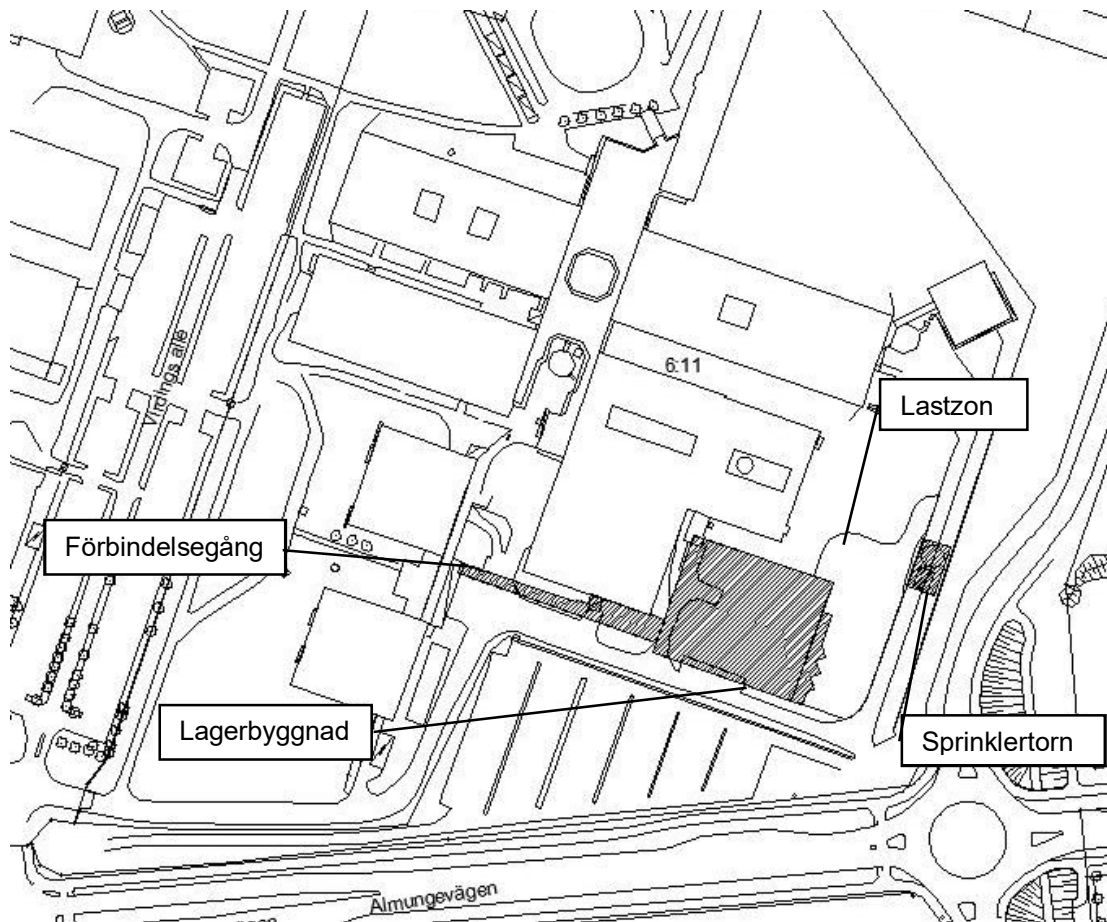 6:11
Lastzon
Virdings allé
Förbindelsegång
Lagerbyggnad
Sprinklertorn
Almungevägen